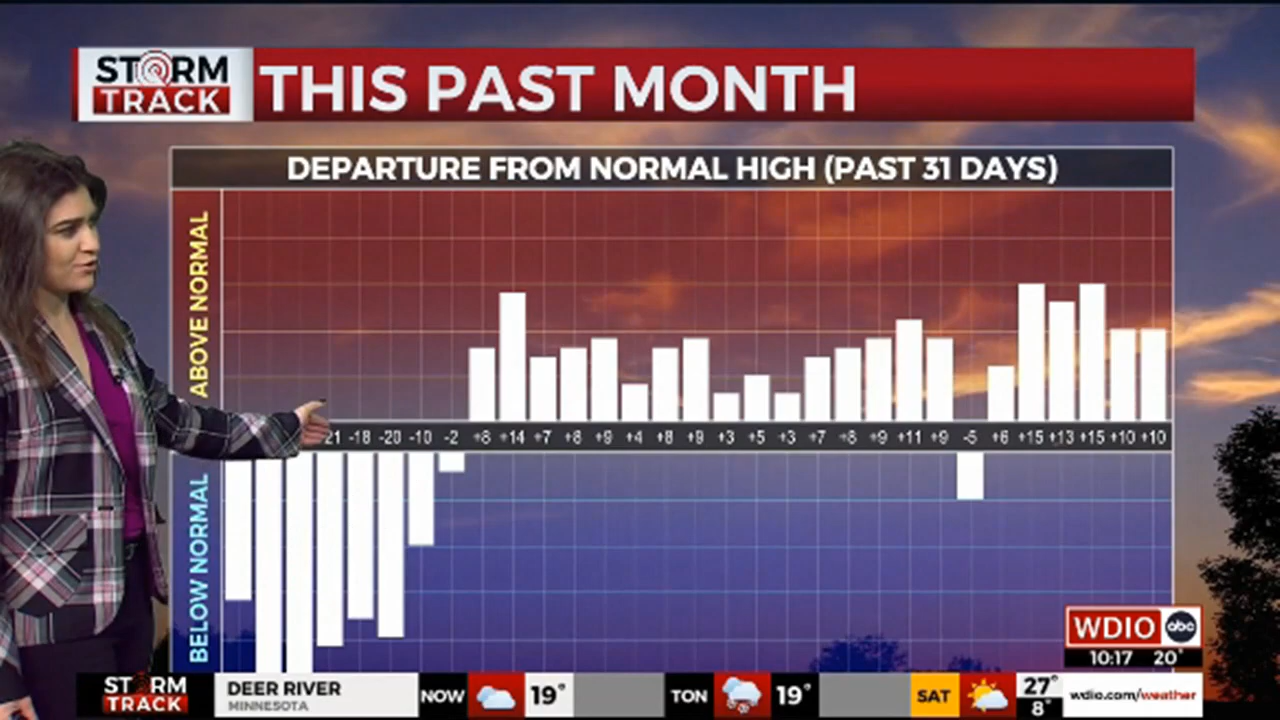 STORM
TRACK
THIS PAST MONTH
DEPARTURE FROM NORMAL HIGH (PAST 31 DAYS)
ABOVE NORMAL
21 -18 -20 -10 -2 +8 +14 +7 +8 +9 +4 +8 +9 +3 +5 +3 +7 +8 +9 +11 +9 -5 +6 +15 +13 +15 +10 +10
BELOW NORMAL
WDIO abc
10:17 20°
STORM
TRACK
DEER RIVER
MINNESOTA
NOW 19°
TON 19°
SAT 27°
8°
wdio.com/weather